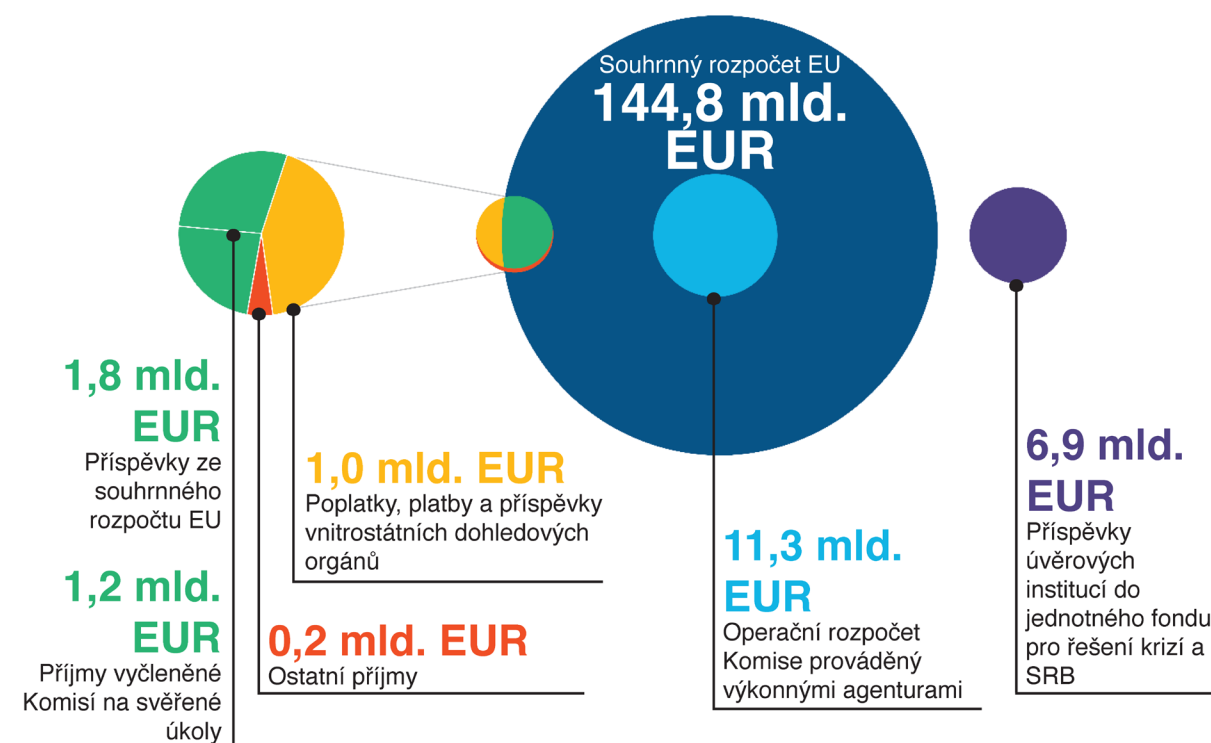 Souhrnný rozpočet EU
144,8 mld.
EUR
1,8 mld.
EUR
Příspěvky ze
souhrnného
rozpočtu EU
1,2 mld.
EUR
Příjmy vyčleněné
Komisí na svěřené
úkoly
1,0 mld. EUR
Poplatky, platby a příspěvky
vnitrostátních dohledových
orgánů
0,2 mld. EUR
Ostatní příjmy
11,3 mld.
EUR
Operační rozpočet
Komise prováděný
výkonnými agenturami
6,9 mld.
EUR
Příspěvky
úvěrových
institucí do
jednotného fondu
pro řešení krizí a
SRB